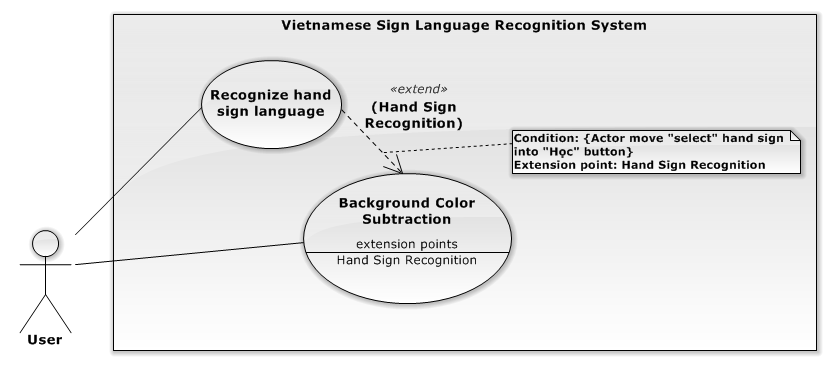 Vietnamese Sign Language Recognition System
Recognize hand
sign language
«extend»
(Hand Sign
Recognition)
Condition: {Actor move "select" hand sign
into "Học" button}
Extension point: Hand Sign Recognition
Background Color
Subtraction
extension points
Hand Sign Recognition
User